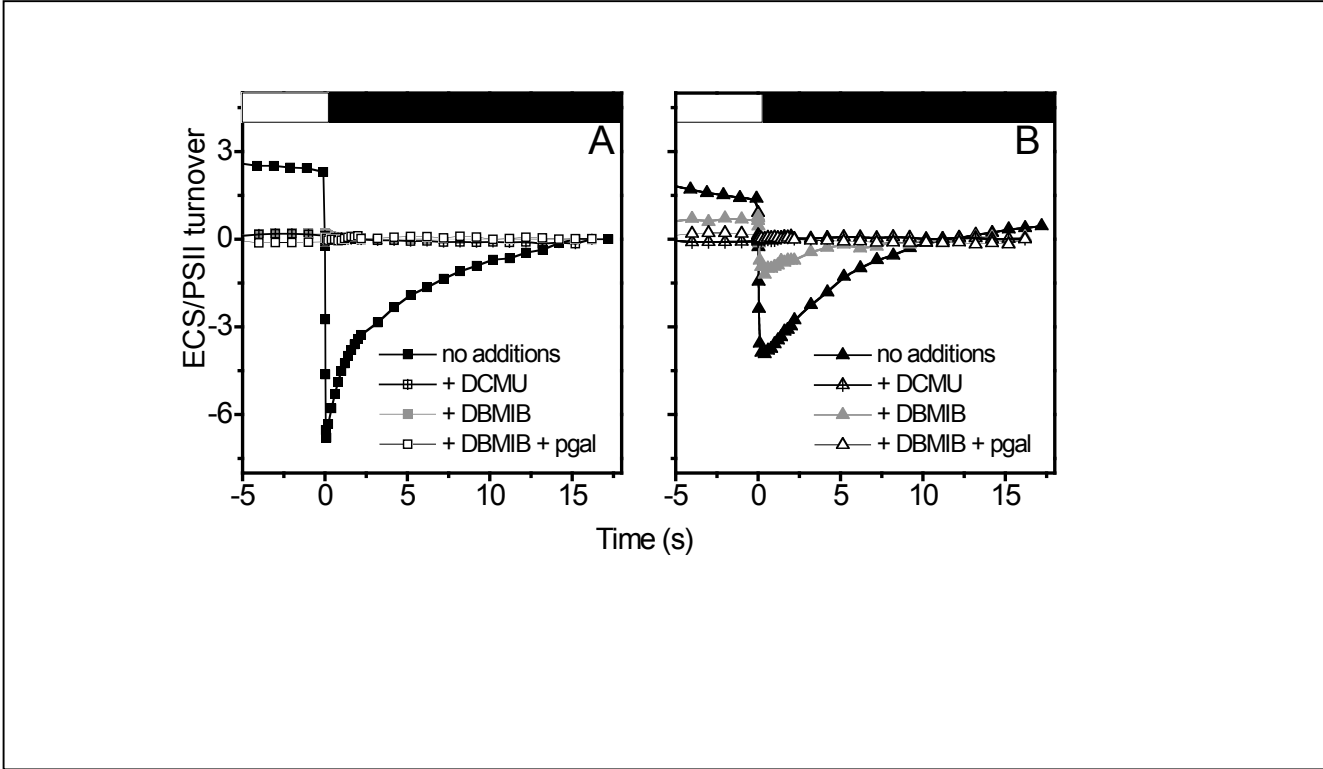 A
B
ECS/PSII turnover
3
0
-3
-6
no additions
+ DCMU
+ DBMIB
+ DBMIB + pgal
no additions
+ DCMU
+ DBMIB
+ DBMIB + pgal
-5 0 5 10 15
-5 0 5 10 15
Time (s)